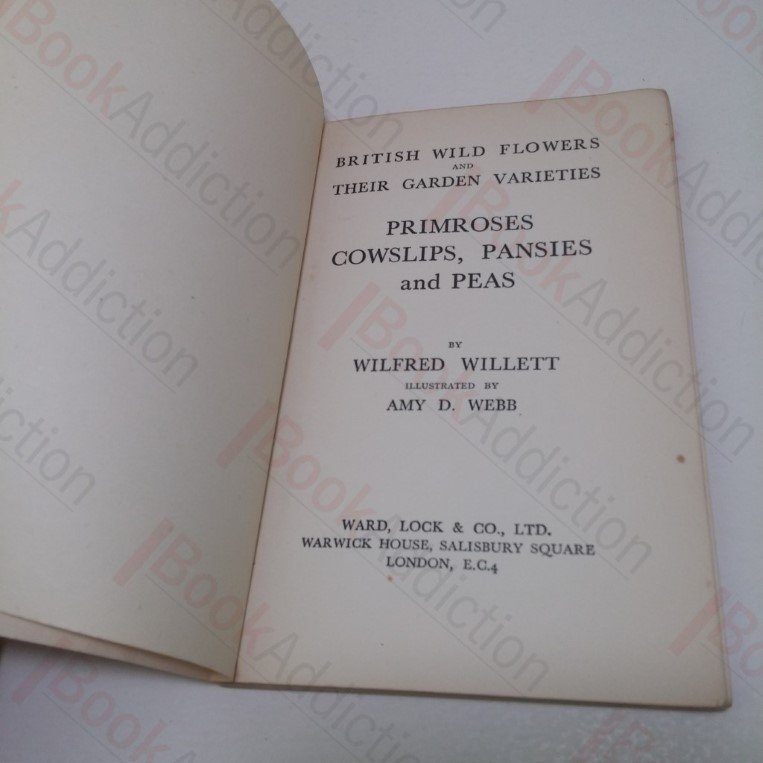 BRITISH WILD FLOWERS
AND
THEIR GARDEN VARIETIES
PRIMROSES
COWSLIPS, PANSIES
and PEAS
BY
WILFRED WILLETT
ILLUSTRATED BY
AMY D. WEBB
WARD, LOCK & CO., LTD.
WARWICK HOUSE, SALISBURY SQUARE
LONDON, E.C.4
BookAddiction